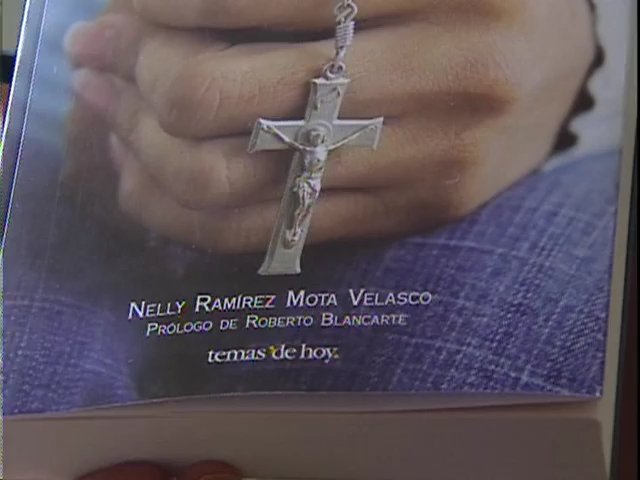 NELLY RAMÍREZ MOTA VELASCO
PRÓLOGO DE ROBERTO BLANCARTE
temas de hoy.